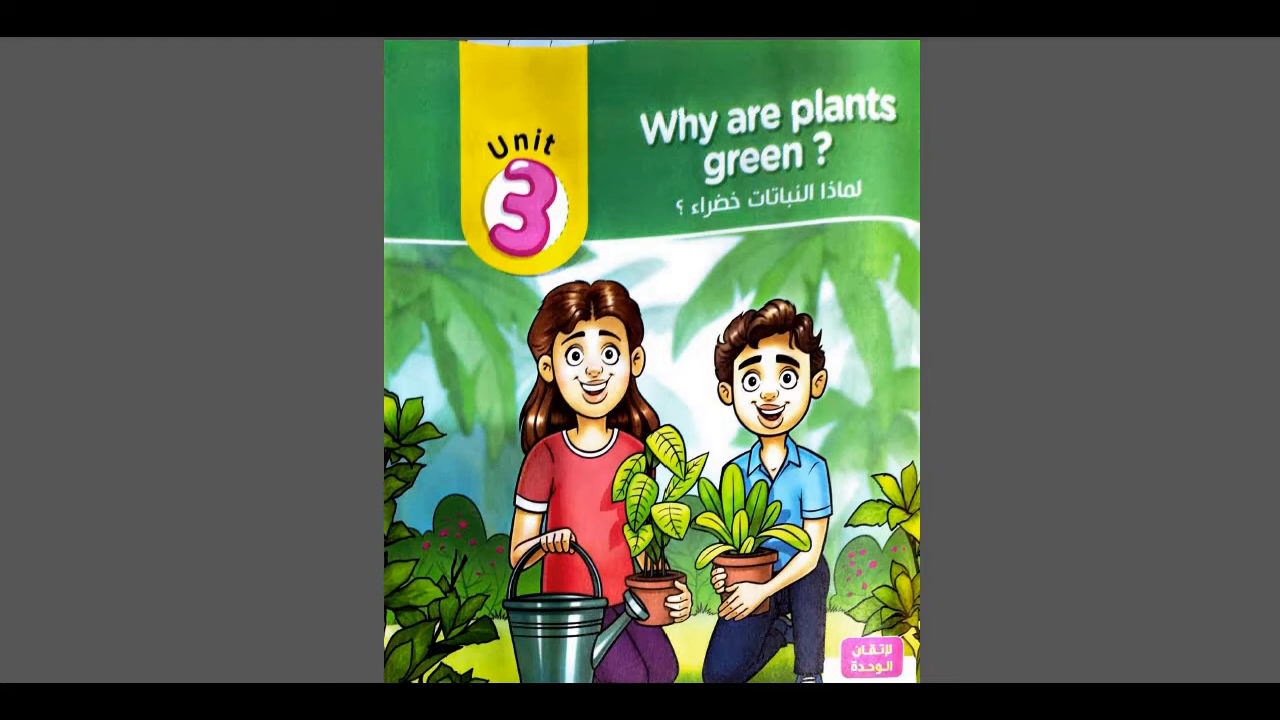 Unit
3
Why are plants
green ?
لماذا النباتات خضراء ؟
لإتقان
الوحدة